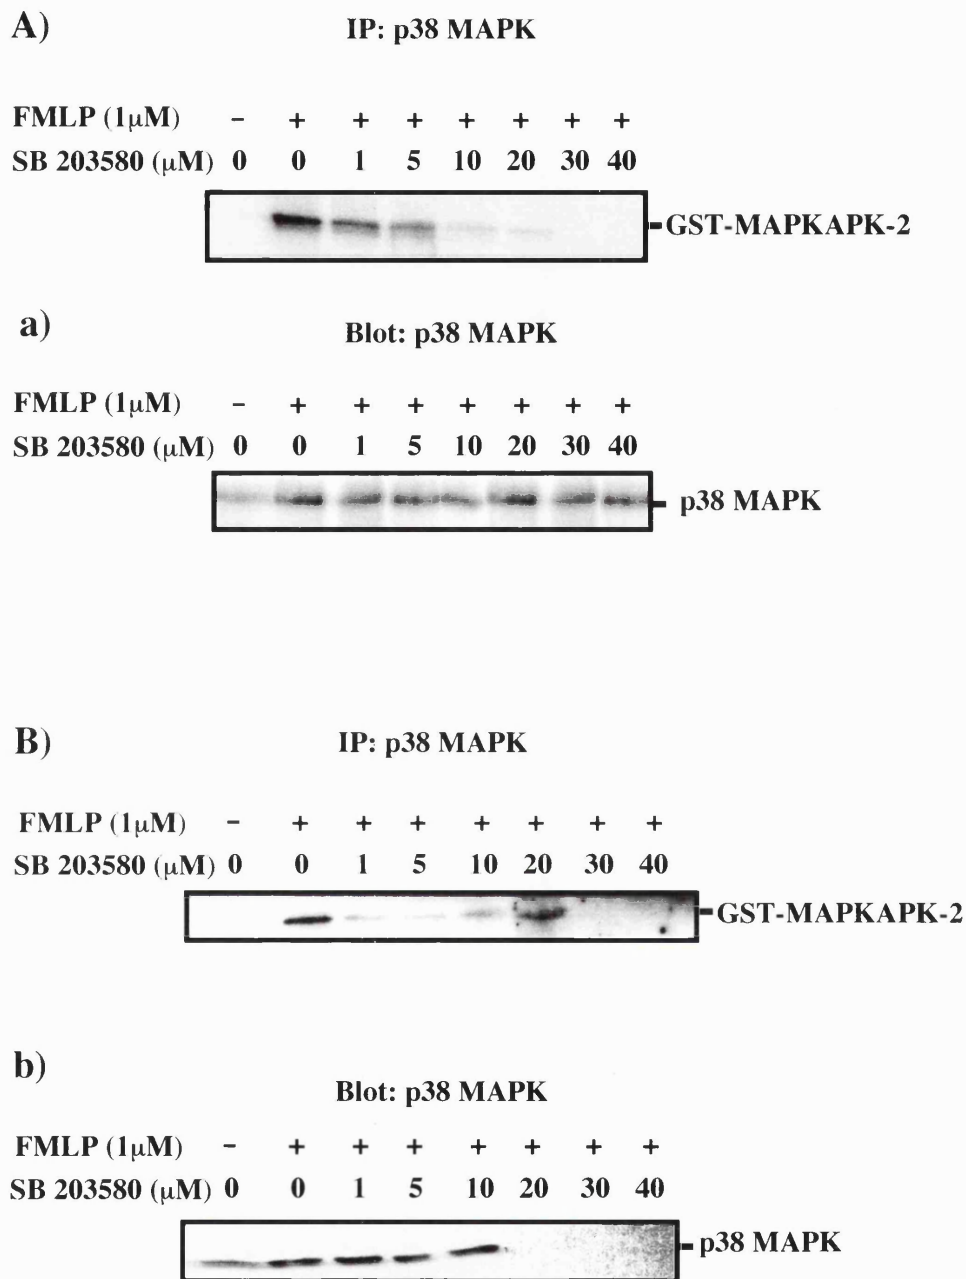 A)
IP: p38 MAPK
FMLP (1μM) - + + + + + + +
SB 203580 (μM) 0 0 1 5 10 20 30 40
GST-MAPKAPK-2
a)
Blot: p38 MAPK
FMLP (1μM) - + + + + + + +
SB 203580 (μM) 0 0 1 5 10 20 30 40
p38 MAPK
B)
IP: p38 MAPK
FMLP (1μM) - + + + + + + +
SB 203580 (μM) 0 0 1 5 10 20 30 40
GST-MAPKAPK-2
b)
Blot: p38 MAPK
FMLP (1μM) - + + + + + + +
SB 203580 (μM) 0 0 1 5 10 20 30 40
p38 MAPK